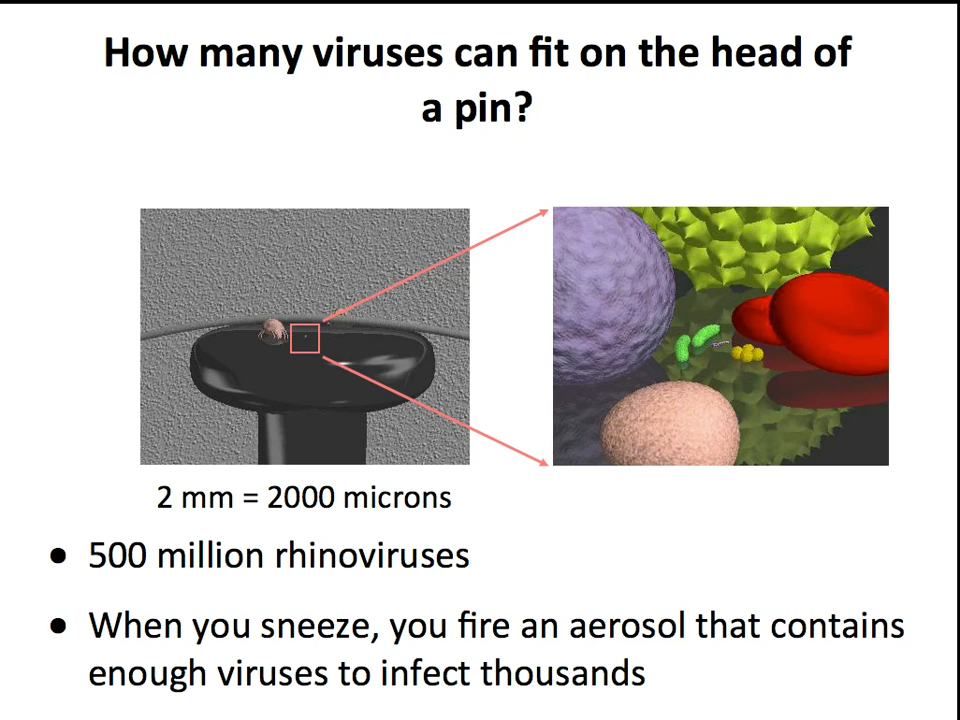 How many viruses can fit on the head of
a pin?
2 mm = 2000 microns
• 500 million rhinoviruses
• When you sneeze, you fire an aerosol that contains
enough viruses to infect thousands